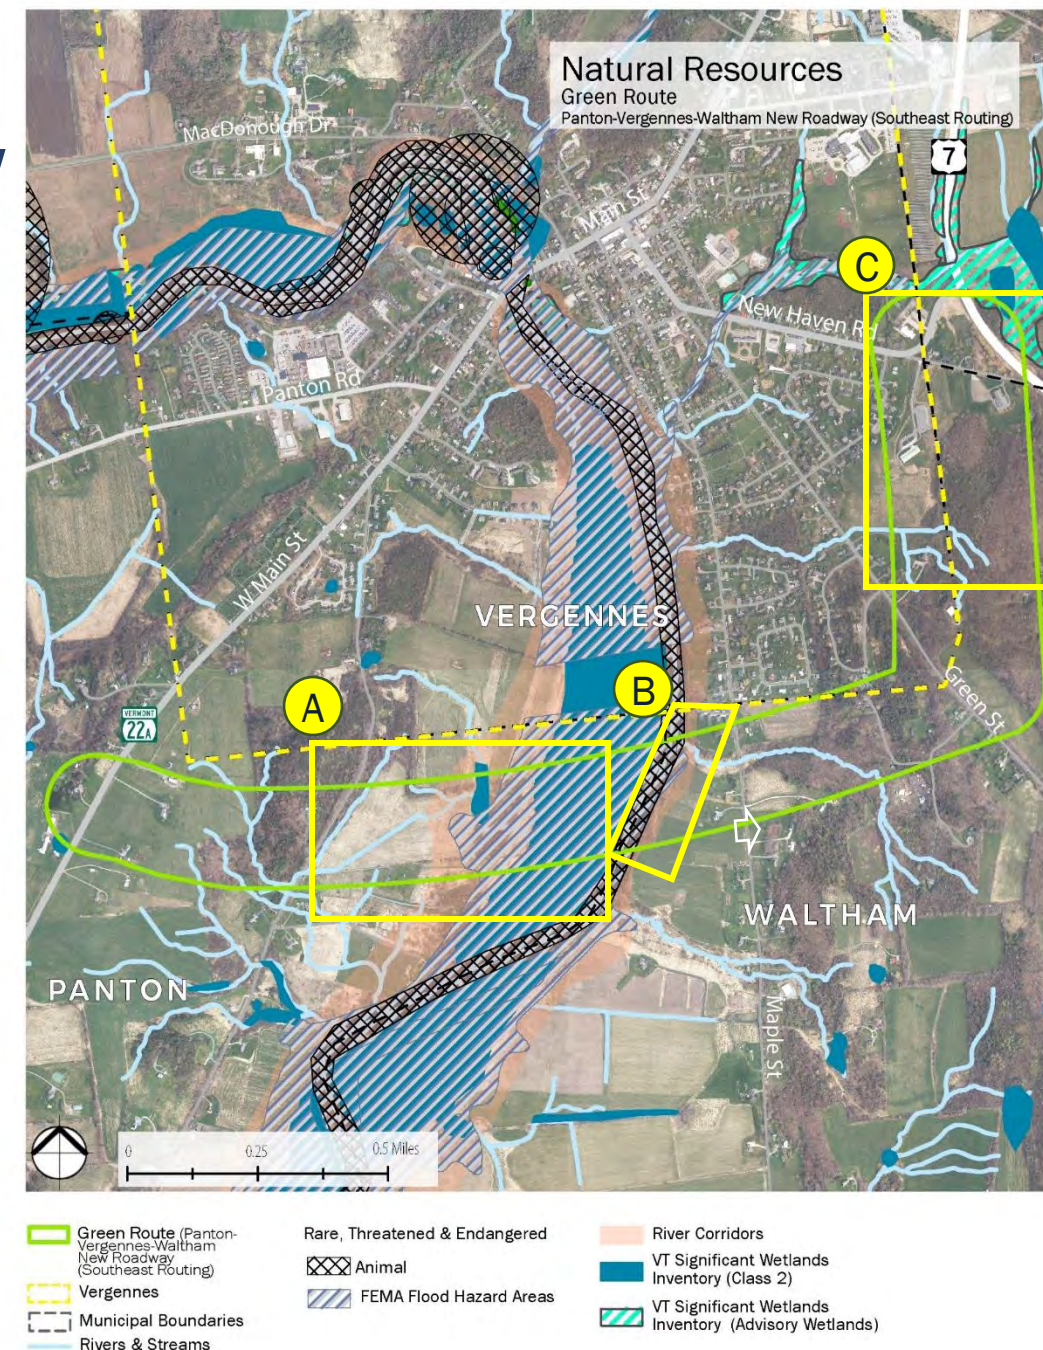 Natural Resources
Green Route
Panton-Vergennes-Waltham New Roadway (Southeast Routing)
MacDonough Dr
7
Main St
C
New Haven Rd
Panton Rd
W Main St
VERGENNES
B
A
Green St
VERMONT
22A
WALTHAM
PANTON
Maple St
0 0.25 0.5 Miles
Green Route (Panton-
Vergennes-Waltham
New Roadway
(Southeast Routing)
Vergennes
Municipal Boundaries
Rivers & Streams
Rare, Threatened & Endangered
Animal
FEMA Flood Hazard Areas
River Corridors
VT Significant Wetlands
Inventory (Class 2)
VT Significant Wetlands
Inventory (Advisory Wetlands)